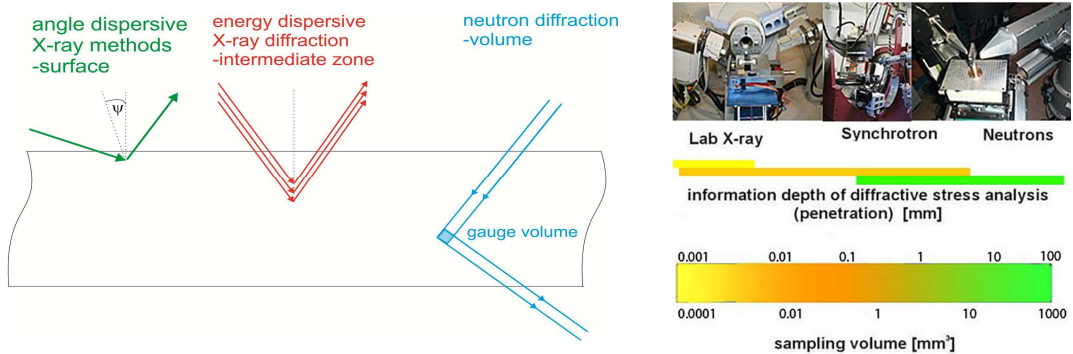 angle dispersive
X-ray methods
-surface
ψ
energy dispersive
X-ray diffraction
-intermediate zone
neutron diffraction
-volume
gauge volume
Lab X-ray
Synchrotron
Neutrons
information depth of diffractive stress analysis
(penetration) [mm]
0.001 0.01 0.1 1 10 100
0.0001 0.01 1 10 1000
sampling volume [mm³]